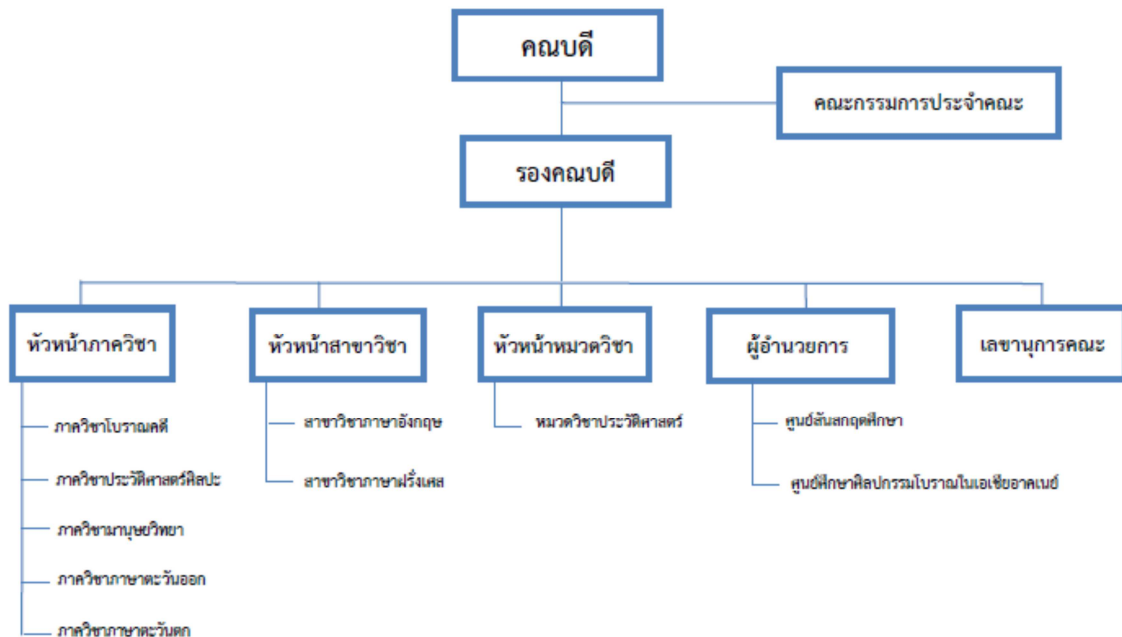 คณบดี
คณะกรรมการประจำคณะ
รองคณบดี
หัวหน้าภาควิชา
หัวหน้าสาขาวิชา
หัวหน้าหมวดวิชา
ผู้อำนวยการ
เลขานุการคณะ
ภาควิชาโบราณคดี
ภาควิชาประวัติศาสตร์ศิลปะ
ภาควิชามานุษยวิทยา
ภาควิชาภาษาตะวันออก
ภาควิชาภาษาตะวันตก
สาขาวิชาภาษาอังกฤษ
สาขาวิชาภาษาฝรั่งเศส
หมวดวิชาประวัติศาสตร์
ศูนย์สันสกฤตศึกษา
ศูนย์ศึกษาศิลปกรรมโบราณในเอเชียอาคเนย์